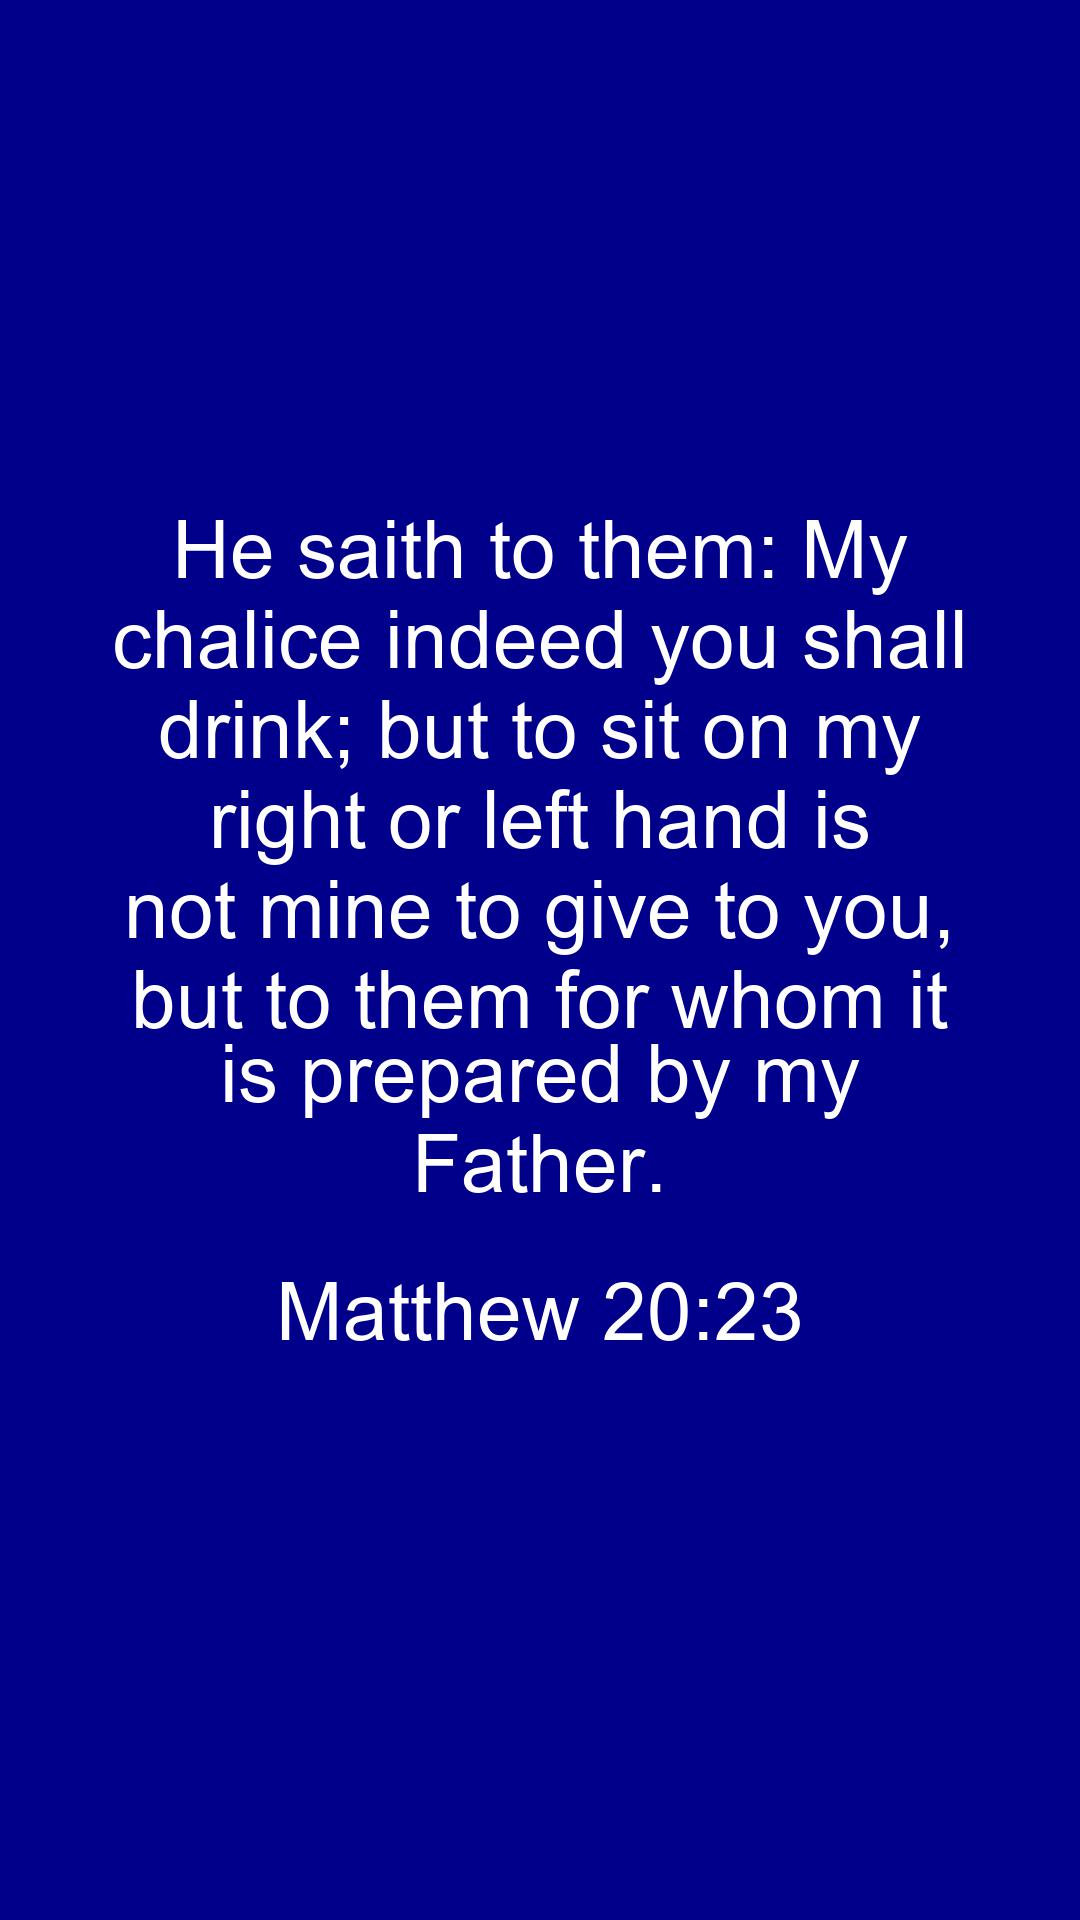 He saith to them: My
chalice indeed you shall
drink; but to sit on my
right or left hand is
not mine to give to you,
but to them for whom it
is prepared by my
Father.
Matthew 20:23